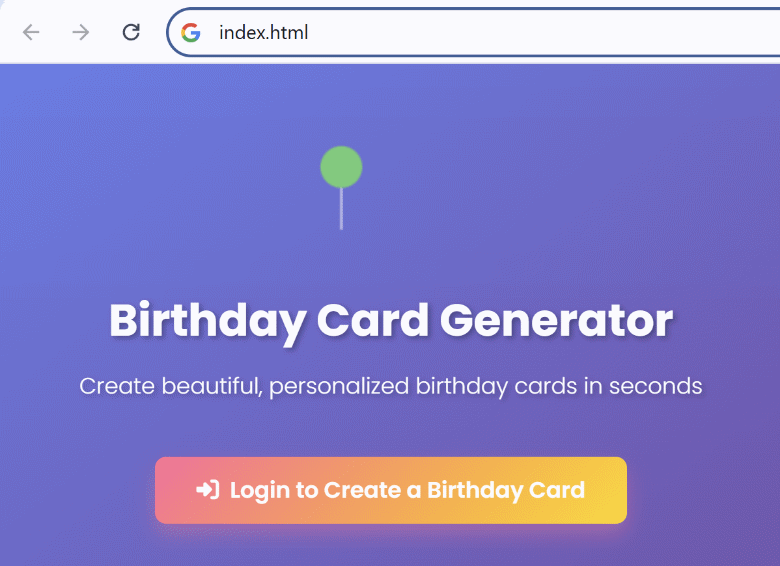 index.html
Birthday Card Generator
Create beautiful, personalized birthday cards in seconds
Login to Create a Birthday Card